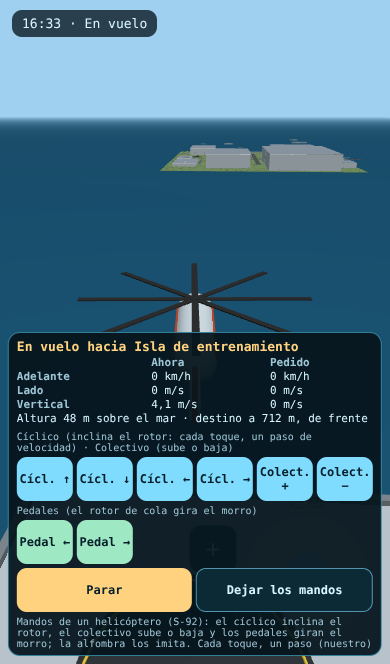 16:33 · En vuelo
En vuelo hacia Isla de entrenamiento
Ahora Pedido
Adelante 0 km/h 0 km/h
Lado 0 m/s 0 m/s
Vertical 4,1 m/s 0 m/s
Altura 48 m sobre el mar · destino a 712 m, de frente
Cíclico (inclina el rotor: cada toque, un paso de
velocidad) · Colectivo (sube o baja)
Cícl. ↑ Cícl. ↓ Cícl. ← Cícl. → Colect. + Colect. −
Pedales (el rotor de cola gira el morro)
Pedal ← Pedal →
Parar Dejar los mandos
Mandos de un helicóptero (S-92): el cíclico inclina el
rotor, el colectivo sube o baja y los pedales giran el
morro; la alfombra los imita. Cada toque, un paso (nuestro)